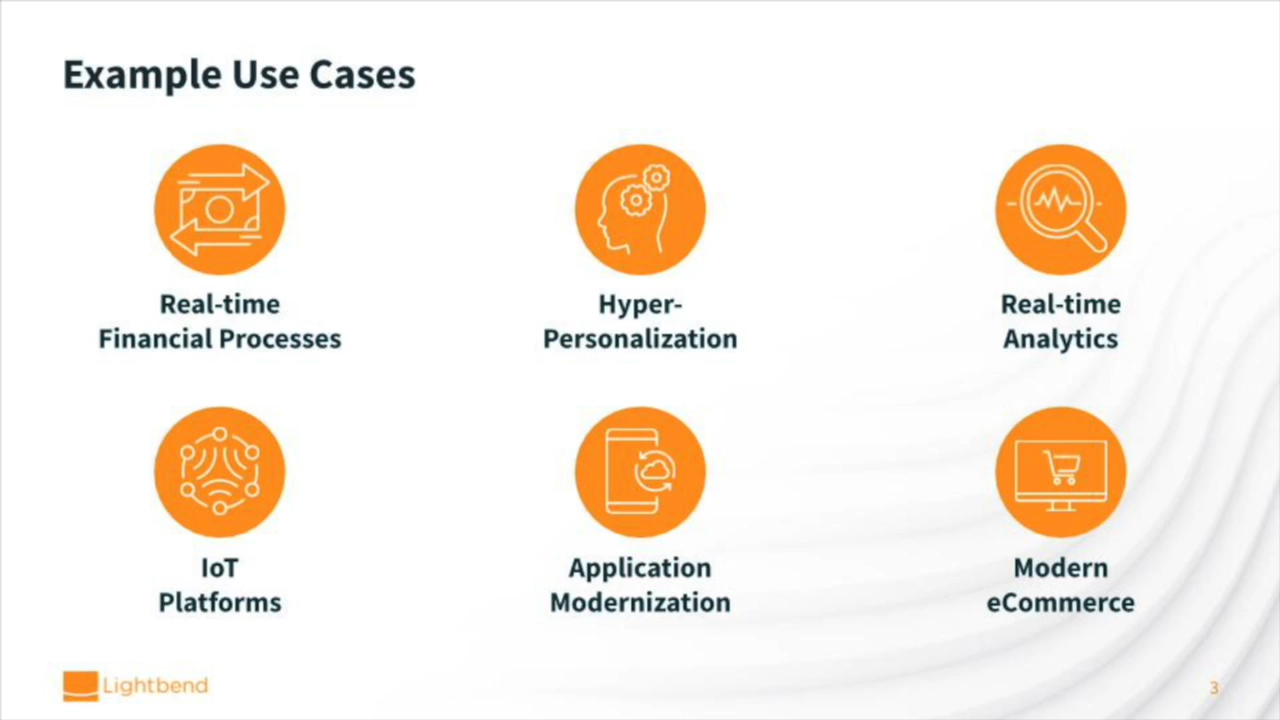 Example Use Cases
Real-time
Financial Processes
Hyper-
Personalization
Real-time
Analytics
IoT
Platforms
Application
Modernization
Modern
eCommerce
Lightbend
3